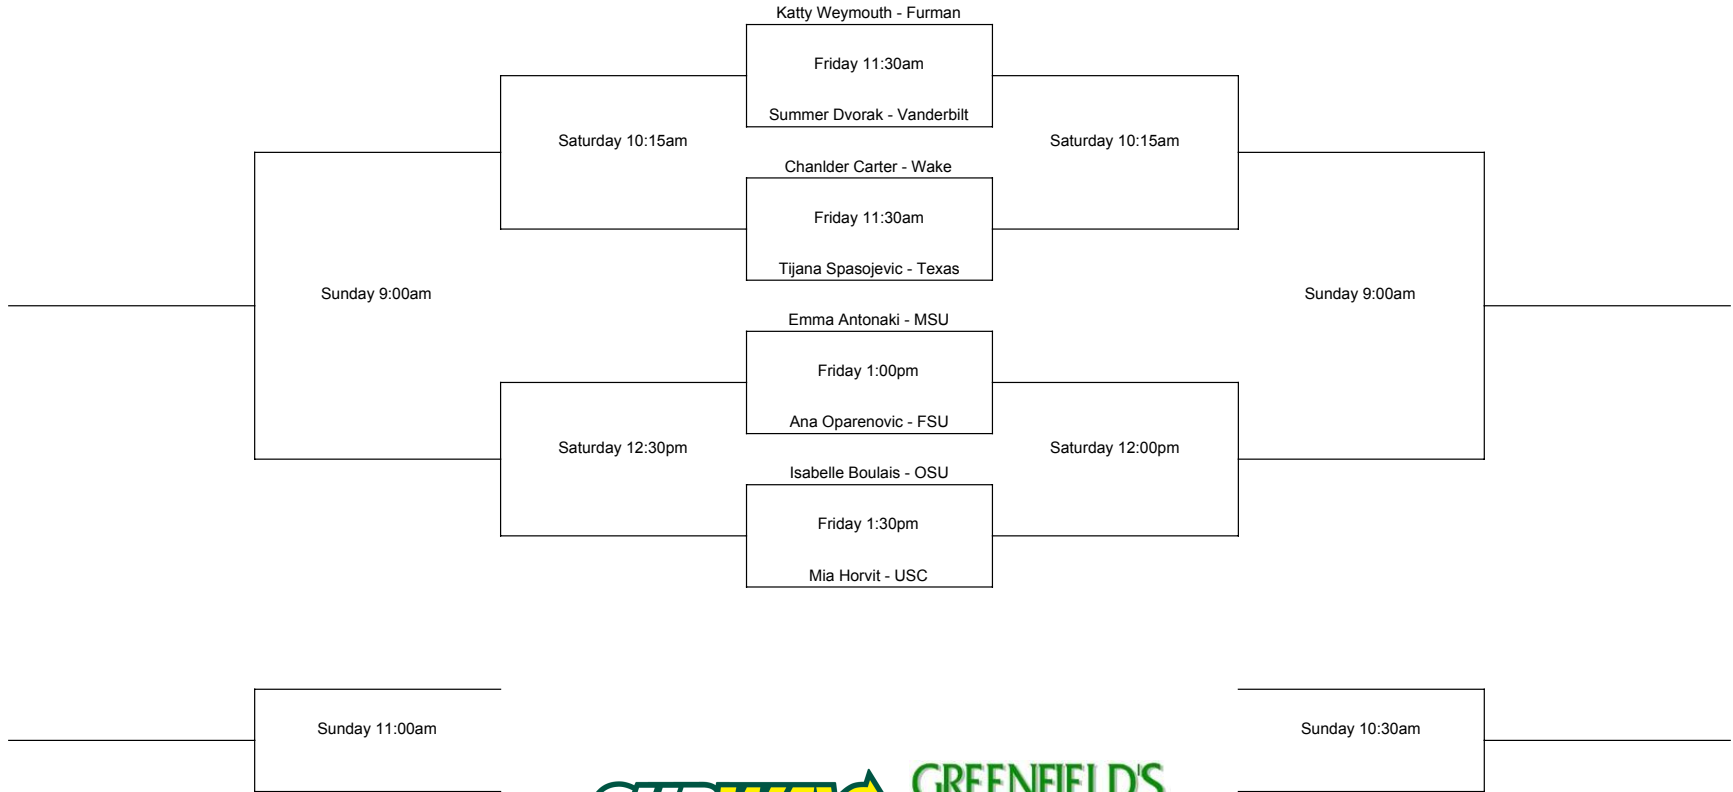 Katty Weymouth - Furman
Friday 11:30am
Summer Dvorak - Vanderbilt
Saturday 10:15am
Saturday 10:15am
Chanlder Carter - Wake
Friday 11:30am
Tijana Spasojevic - Texas
Sunday 9:00am
Sunday 9:00am
Emma Antonaki - MSU
Friday 1:00pm
Ana Oparenovic - FSU
Saturday 12:30pm
Saturday 12:00pm
Isabelle Boulais - OSU
Friday 1:30pm
Mia Horvit - USC
Sunday 11:00am
Sunday 10:30am
SUBWAY
GREENFIELD'S